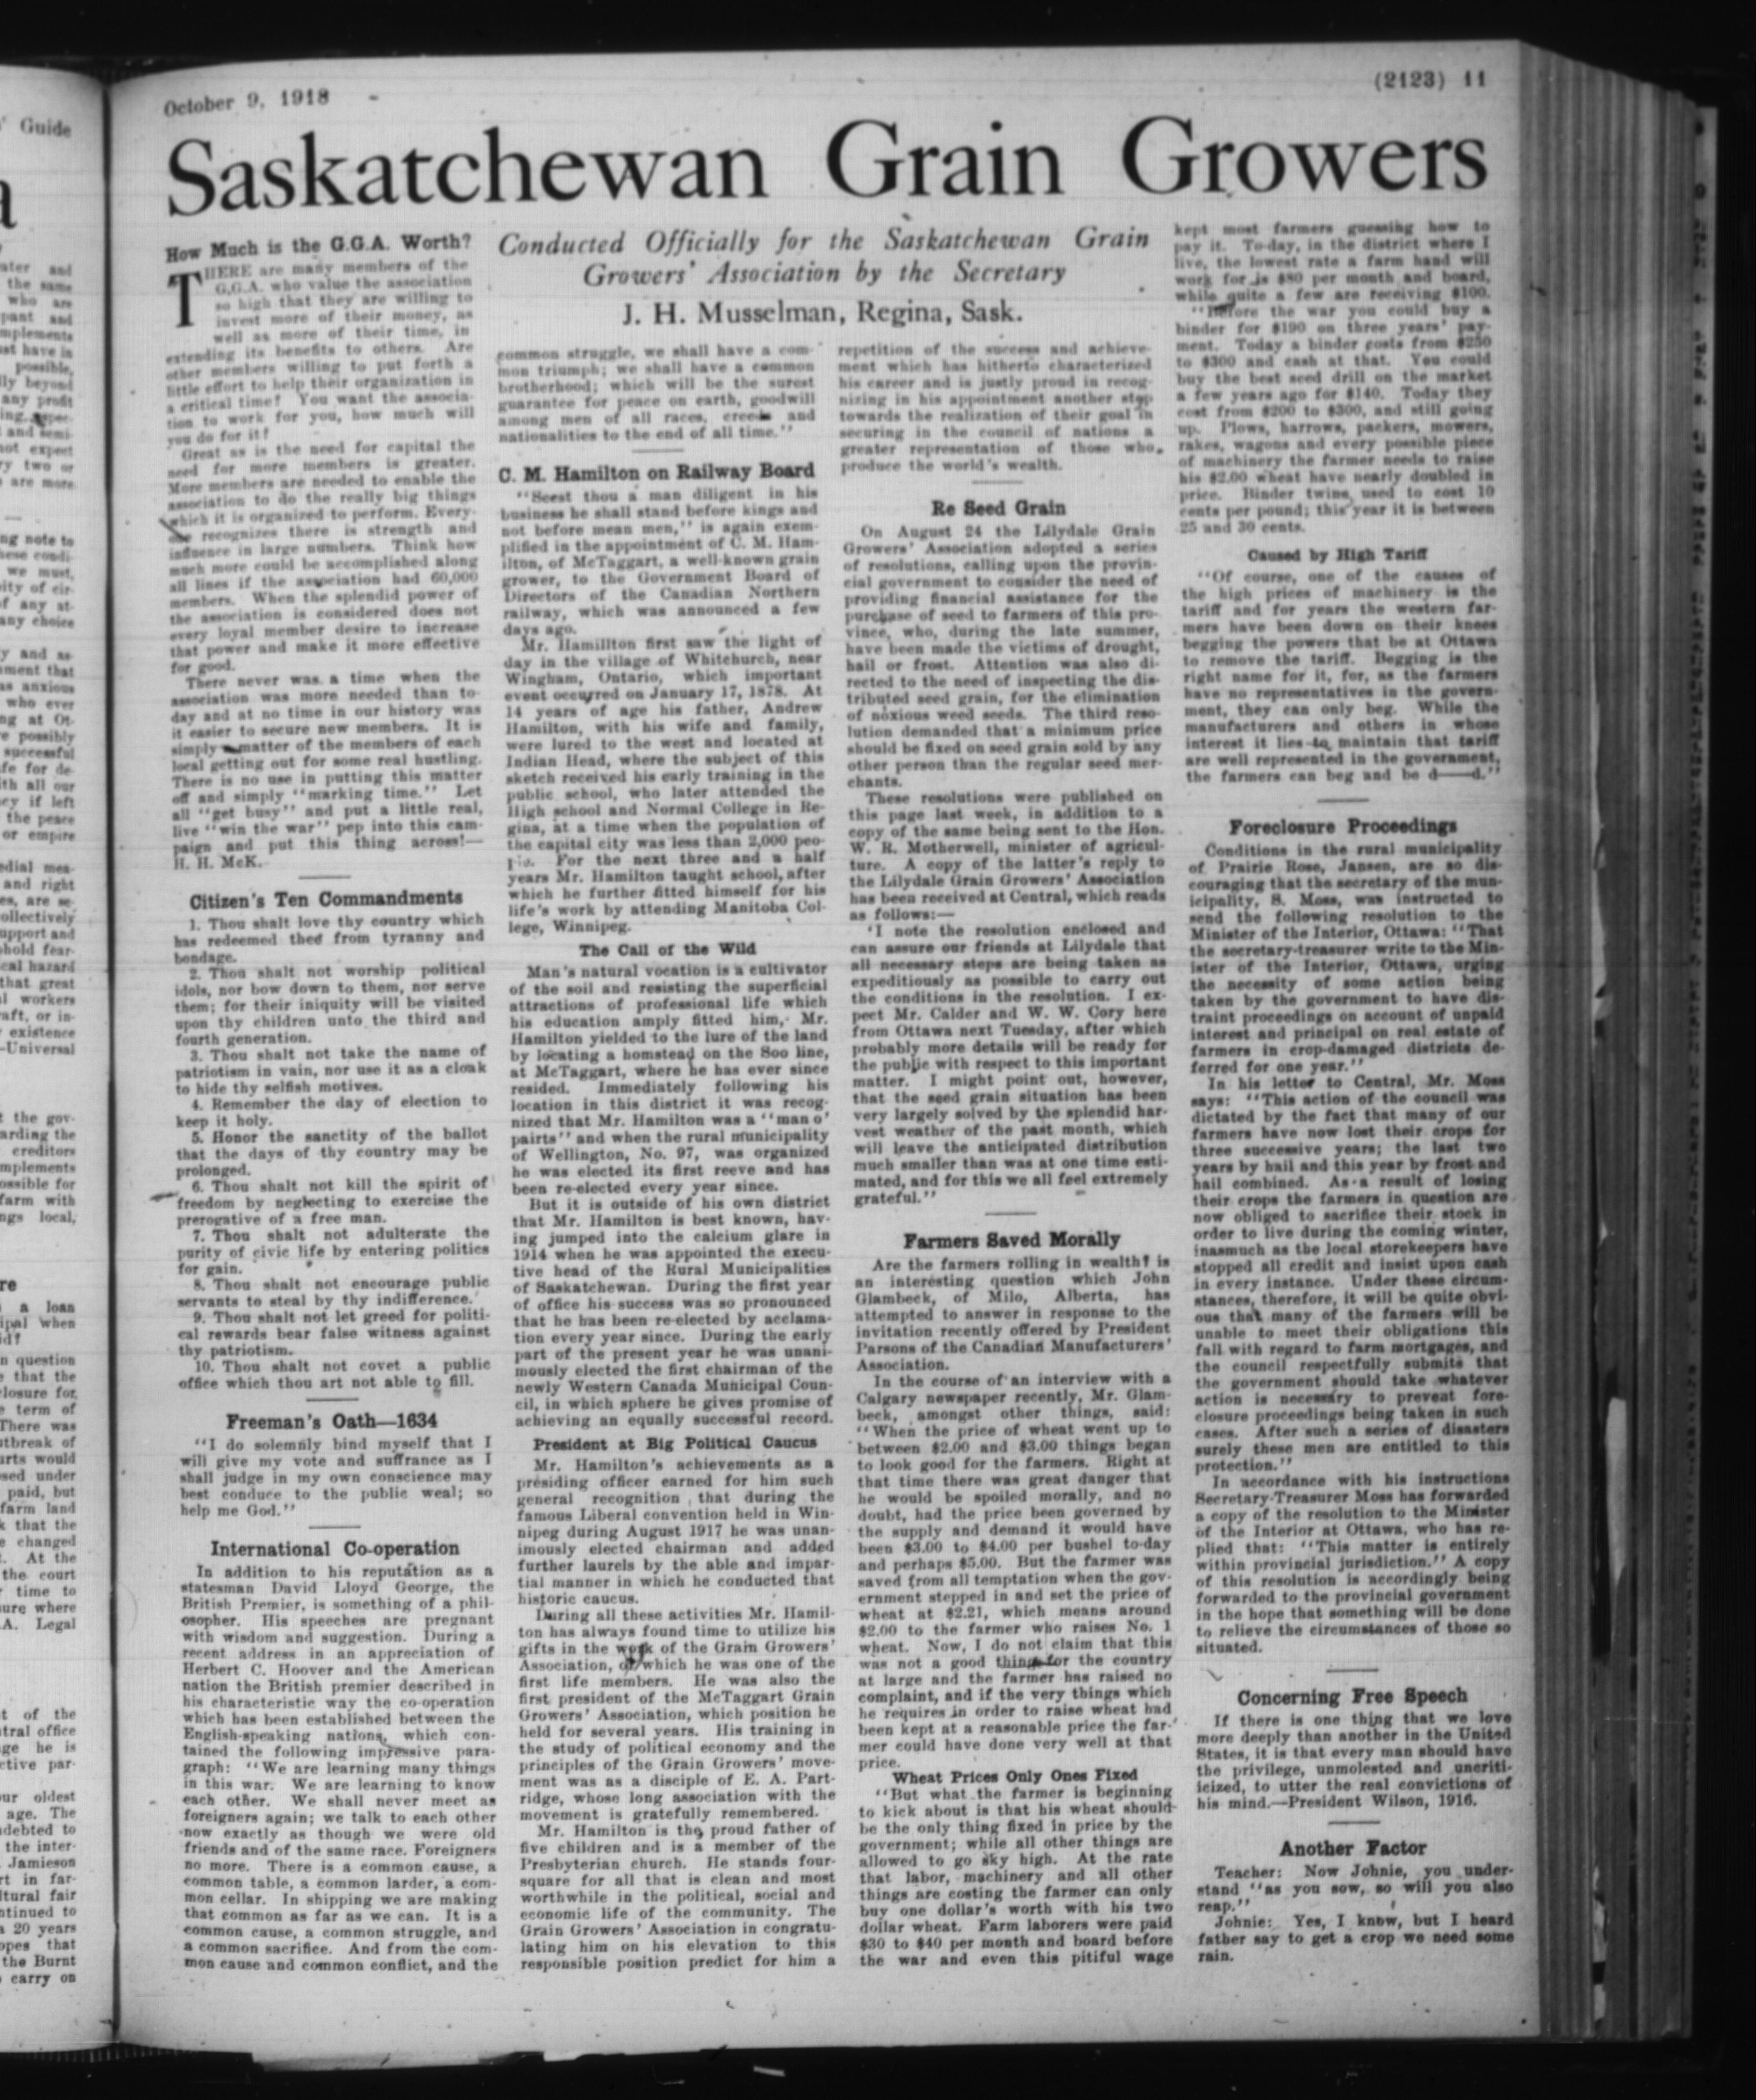 October 9, 1918
(2123) 11
Saskatchewan Grain Growers
Conducted Officially for the Saskatchewan Grain
Growers' Association by the Secretary
J. H. Musselman, Regina, Sask.
How Much is the G.G.A. Worth?
THERE are many members of the
G.G.A. who value the association
so high that they are willing to
invest more of their money, as
well as more of their time, in
extending its benefits to others. Are
other members willing to put forth a
little effort to help their organization in
a critical time? You want the associa-
tion to work for you, how much will
you do for it?
Great as is the need for capital the
need for more members is greater.
More members are needed to enable the
association to do the really big things
which it is organized to perform. Every-
one recognizes there is strength and
influence in large numbers. Think how
much more could be accomplished along
all lines if the association had 60,000
members. When the splendid power of
the association is considered does not
every loyal member desire to increase
that power and make it more effective
for good.
There never was a time when the
association was more needed than to-
day and at no time in our history was
it easier to secure new members. It is
simply matter of the members of each
local getting out for some real hustling.
There is no use in putting this matter
off and simply "marking time." Let
all "get busy" and put a little real,
live "win the war" pep into this cam-
paign and put this thing across!—
H. H. McK.
Citizen's Ten Commandments
1. Thou shalt love thy country which
has redeemed thee from tyranny and
bondage.
2. Thou shalt not worship political
idols, nor bow down to them, nor serve
them; for their iniquity will be visited
upon thy children unto the third and
fourth generation.
3. Thou shalt not take the name of
patriotism in vain, nor use it as a cloak
to hide thy selfish motives.
4. Remember the day of election to
keep it holy.
5. Honor the sanctity of the ballot
that the days of thy country may be
prolonged.
6. Thou shalt not kill the spirit of
freedom by neglecting to exercise the
prerogative of a free man.
7. Thou shalt not adulterate the
purity of civic life by entering politics
for gain.
8. Thou shalt not encourage public
servants to steal by thy indifference.
9. Thou shalt not let greed for politi-
cal rewards bear false witness against
thy patriotism.
10. Thou shalt not covet a public
office which thou art not able to fill.
Freeman's Oath—1634
"I do solemnly bind myself that I
will give my vote and suffrance as I
shall judge in my own conscience may
best conduce to the public weal; so
help me God."
International Co-operation
In addition to his reputation as a
statesman David Lloyd George, the
British Premier, is something of a phil-
osopher. His speeches are pregnant
with wisdom and suggestion. During a
recent address in an appreciation of
Herbert C. Hoover and the American
nation the British premier described in
his characteristic way the co-operation
which has been established between the
English-speaking nations, which con-
tained the following impressive para-
graph: "We are learning many things
in this war. We are learning to know
each other. We shall never meet as
foreigners again; we talk to each other
now exactly as though we were old
friends and of the same race. Foreigners
no more. There is a common cause, a
common table, a common larder, a com-
mon cellar. In shipping we are making
that common as far as we can. It is a
common cause, a common struggle, and
a common sacrifice. And from the com-
mon cause and common conflict, and the
common struggle, we shall have a com-
mon triumph; we shall have a common
brotherhood; which will be the surest
guarantee for peace on earth, goodwill
among men of all races, creeds and
nationalities to the end of all time."
C. M. Hamilton on Railway Board
"Seest thou a man diligent in his
business he shall stand before kings and
not before mean men," is again exem-
plified in the appointment of C. M. Ham-
ilton, of McTaggart, a well-known grain
grower, to the Government Board of
Directors of the Canadian Northern
railway, which was announced a few
days ago.
Mr. Hamillton first saw the light of
day in the village of Whitchurch, near
Wingham, Ontario, which important
event occurred on January 17, 1878. At
14 years of age his father, Andrew
Hamilton, with his wife and family,
were lured to the west and located at
Indian Head, where the subject of this
sketch received his early training in the
public school, who later attended the
High school and Normal College in Re-
gina, at a time when the population of
the capital city was less than 2,000 peo-
ple. For the next three and a half
years Mr. Hamilton taught school, after
which he further fitted himself for his
life's work by attending Manitoba Col-
lege, Winnipeg.
The Call of the Wild
Man's natural vocation is a cultivator
of the soil and resisting the superficial
attractions of professional life which
his education amply fitted him, Mr.
Hamilton yielded to the lure of the land
by locating a homstead on the Soo line,
at McTaggart, where he has ever since
resided. Immediately following his
location in this district it was recog-
nized that Mr. Hamilton was a "man o'
pairts" and when the rural municipality
of Wellington, No. 97, was organized
he was elected its first reeve and has
been re-elected every year since.
But it is outside of his own district
that Mr. Hamilton is best known, hav-
ing jumped into the calcium glare in
1914 when he was appointed the execu-
tive head of the Rural Municipalities
of Saskatchewan. During the first year
of office his success was so pronounced
that he has been re-elected by acclama-
tion every year since. During the early
part of the present year he was unani-
mously elected the first chairman of the
newly Western Canada Municipal Coun-
cil, in which sphere he gives promise of
achieving an equally successful record.
President at Big Political Caucus
Mr. Hamilton's achievements as a
presiding officer earned for him such
general recognition that during the
famous Liberal convention held in Win-
nipeg during August 1917 he was unan-
imously elected chairman and added
further laurels by the able and impar-
tial manner in which he conducted that
historic caucus.
During all these activities Mr. Hamil-
ton has always found time to utilize his
gifts in the work of the Grain Growers'
Association, of which he was one of the
first life members. He was also the
first president of the McTaggart Grain
Growers' Association, which position he
held for several years. His training in
the study of political economy and the
principles of the Grain Growers' move-
ment was as a disciple of E. A. Part-
ridge, whose long association with the
movement is gratefully remembered.
Mr. Hamilton is the proud father of
five children and is a member of the
Presbyterian church. He stands four-
square for all that is clean and most
worthwhile in the political, social and
economic life of the community. The
Grain Growers' Association in congratu-
lating him on his elevation to this
responsible position predict for him a
repetition of the success and achieve-
ment which has hitherto characterized
his career and is justly proud in recog-
nizing in his appointment another step
towards the realization of their goal in
securing in the council of nations a
greater representation of those who
produce the world's wealth.
Re Seed Grain
On August 24 the Lilydale Grain
Growers' Association adopted a series
of resolutions, calling upon the provin-
cial government to consider the need of
providing financial assistance for the
purchase of seed to farmers of this pro-
vince, who, during the late summer,
have been made the victims of drought,
hail or frost. Attention was also di-
rected to the need of inspecting the dis-
tributed seed grain, for the elimination
of noxious weed seeds. The third reso-
lution demanded that a minimum price
should be fixed on seed grain sold by any
other person than the regular seed mer-
chants.
These resolutions were published on
this page last week, in addition to a
copy of the same being sent to the Hon.
W. R. Motherwell, minister of agricul-
ture. A copy of the latter's reply to
the Lilydale Grain Growers' Association
has been received at Central, which reads
as follows:—
'I note the resolution enclosed and
can assure our friends at Lilydale that
all necessary steps are being taken as
expeditiously as possible to carry out
the conditions in the resolution. I ex-
pect Mr. Calder and W. W. Cory here
from Ottawa next Tuesday, after which
probably more details will be ready for
the public with respect to this important
matter. I might point out, however,
that the seed grain situation has been
very largely solved by the splendid har-
vest weather of the past month, which
will leave the anticipated distribution
much smaller than was at one time esti-
mated, and for this we all feel extremely
grateful."
Farmers Saved Morally
Are the farmers rolling in wealth? is
an interesting question which John
Glambeck, of Milo, Alberta, has
attempted to answer in response to the
invitation recently offered by President
Parsons of the Canadian Manufacturers'
Association.
In the course of an interview with a
Calgary newspaper recently, Mr. Glam-
beck, amongst other things, said:
"When the price of wheat went up to
between $2.00 and $3.00 things began
to look good for the farmers. Right at
that time there was great danger that
he would be spoiled morally, and no
doubt, had the price been governed by
the supply and demand it would have
been $3.00 to $4.00 per bushel to-day
and perhaps $5.00. But the farmer was
saved from all temptation when the gov-
ernment stepped in and set the price of
wheat at $2.21, which means around
$2.00 to the farmer who raises No. 1
wheat. Now, I do not claim that this
was not a good thing for the country
at large and the farmer has raised no
complaint, and if the very things which
he requires in order to raise wheat had
been kept at a reasonable price the far-
mer could have done very well at that
price.
Wheat Prices Only Ones Fixed
"But what the farmer is beginning
to kick about is that his wheat should
be the only thing fixed in price by the
government; while all other things are
allowed to go sky high. At the rate
that labor, machinery and all other
things are costing the farmer can only
buy one dollar's worth with his two
dollar wheat. Farm laborers were paid
$30 to $40 per month and board before
the war and even this pitiful wage
kept most farmers guessing how to
pay it. To-day, in the district where I
live, the lowest rate a farm hand will
work for is $80 per month and board,
while quite a few are receiving $100.
"Before the war you could buy a
binder for $190 on three years' pay-
ment. Today a binder costs from $250
to $300 and cash at that. You could
buy the best seed drill on the market
a few years ago for $140. Today they
cost from $200 to $300, and still going
up. Plows, harrows, packers, mowers,
rakes, wagons and every possible piece
of machinery the farmer needs to raise
his $2.00 wheat have nearly doubled in
price. Binder twine used to cost 10
cents per pound; this year it is between
25 and 30 cents.
Caused by High Tariff
"Of course, one of the causes of
the high prices of machinery is the
tariff and for years the western far-
mers have been down on their knees
begging the powers that be at Ottawa
to remove the tariff. Begging is the
right name for it, for, as the farmers
have no representatives in the govern-
ment, they can only beg. While the
manufacturers and others in whose
interest it lies to maintain that tariff
are well represented in the government,
the farmers can beg and be d——d."
Foreclosure Proceedings
Conditions in the rural municipality
of Prairie Rose, Jansen, are so dis-
couraging that the secretary of the mun-
icipality, S. Moss, was instructed to
send the following resolution to the
Minister of the Interior, Ottawa: "That
the secretary-treasurer write to the Min-
ister of the Interior, Ottawa, urging
the necessity of some action being
taken by the government to have dis-
traint proceedings on account of unpaid
interest and principal on real estate of
farmers in crop-damaged districts de-
ferred for one year."
In his letter to Central, Mr. Moss
says: "This action of the council was
dictated by the fact that many of our
farmers have now lost their crops for
three successive years; the last two
years by hail and this year by frost and
hail combined. As a result of losing
their crops the farmers in question are
now obliged to sacrifice their stock in
order to live during the coming winter,
inasmuch as the local storekeepers have
stopped all credit and insist upon cash
in every instance. Under these circum-
stances, therefore, it will be quite obvi-
ous that many of the farmers will be
unable to meet their obligations this
fall with regard to farm mortgages, and
the council respectfully submits that
the government should take whatever
action is necessary to prevent fore-
closure proceedings being taken in such
cases. After such a series of disasters
surely these men are entitled to this
protection."
In accordance with his instructions
Secretary-Treasurer Moss has forwarded
a copy of the resolution to the Minister
of the Interior at Ottawa, who has re-
plied that: "This matter is entirely
within provincial jurisdiction." A copy
of this resolution is accordingly being
forwarded to the provincial government
in the hope that something will be done
to relieve the circumstances of those so
situated.
Concerning Free Speech
If there is one thing that we love
more deeply than another in the United
States, it is that every man should have
the privilege, unmolested and uncriti-
icized, to utter the real convictions of
his mind.—President Wilson, 1916.
Another Factor
Teacher: Now Johnie, you under-
stand "as you sow, so will you also
reap."
Johnie: Yes, I know, but I heard
father say to get a crop we need some
rain.